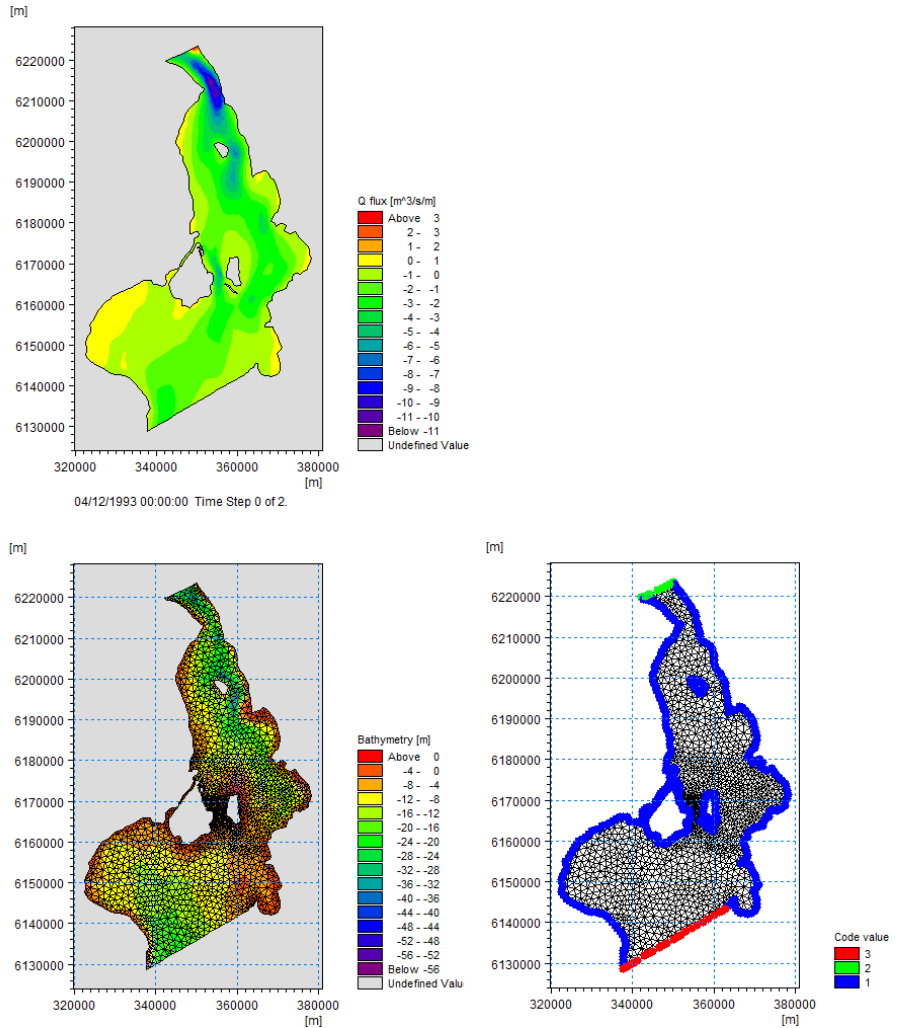 [m]
6220000
6210000
6200000
6190000
6180000
6170000
6160000
6150000
6140000
6130000
320000 340000 360000 380000
[m]
04/12/1993 00:00:00 Time Step 0 of 2.
Q flux [m^3/s/m]
Above 3
2 - 3
1 - 2
0 - 1
-1 - 0
-2 - -1
-3 - -2
-4 - -3
-5 - -4
-6 - -5
-7 - -6
-8 - -7
-9 - -8
-10 - -9
-11 - -10
Below -11
Undefined Value
[m]
6220000
6210000
6200000
6190000
6180000
6170000
6160000
6150000
6140000
6130000
320000 340000 360000 380000
[m]
Bathymetry [m]
Above 0
-4 - 0
-8 - -4
-12 - -8
-16 - -12
-20 - -16
-24 - -20
-28 - -24
-32 - -28
-36 - -32
-40 - -36
-44 - -40
-48 - -44
-52 - -48
-56 - -52
Below -56
Undefined Valu
[m]
6220000
6210000
6200000
6190000
6180000
6170000
6160000
6150000
6140000
6130000
320000 340000 360000 380000
[m]
Code value
3
2
1